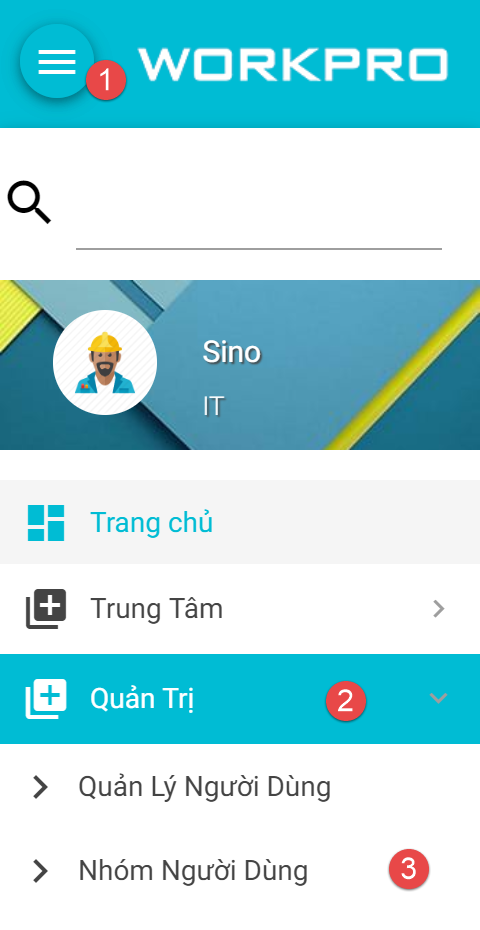 1
WORKPRO
Sino
IT
Trang chủ
Trung Tâm
Quản Trị 2
Quản Lý Người Dùng
Nhóm Người Dùng 3